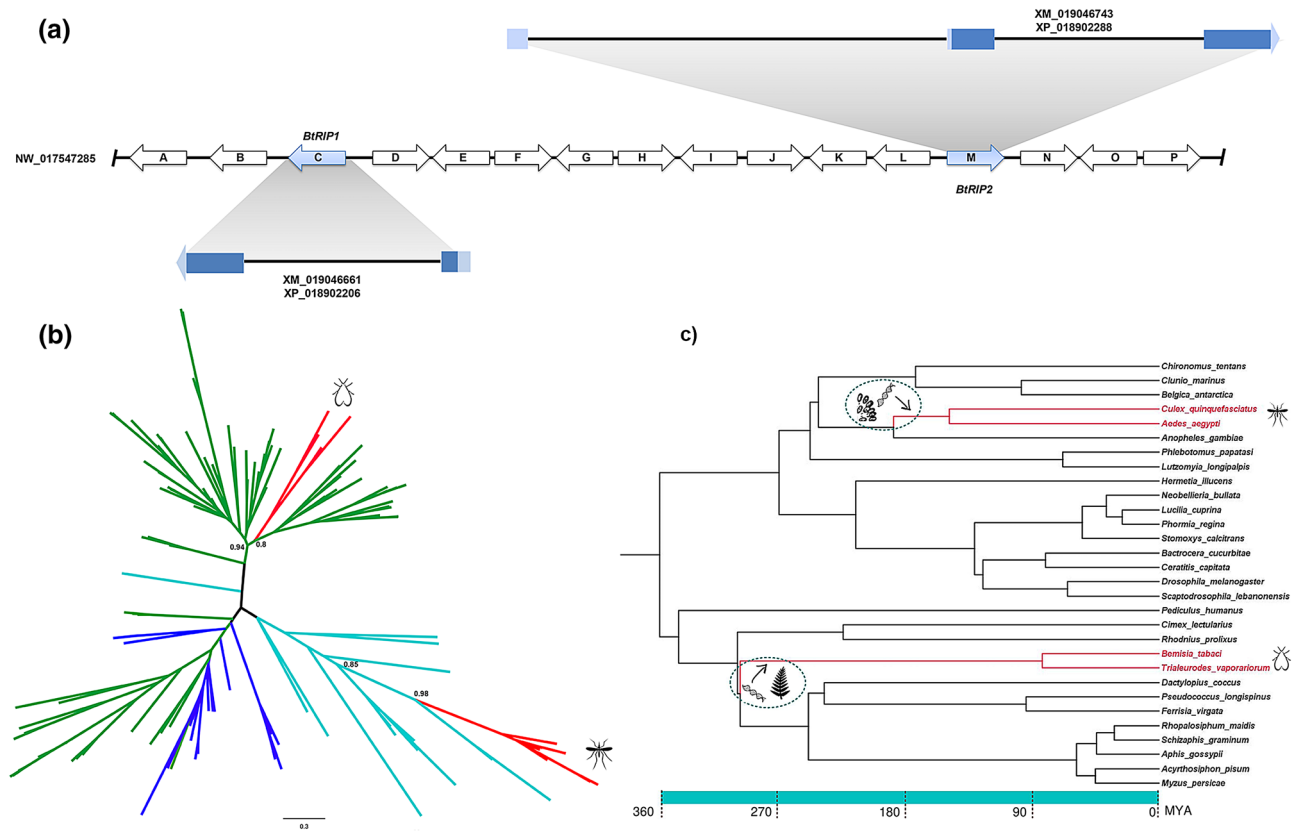 (a)
XM_019046743
XP_018902288
BtRIP1
NW_017547285
A B C D E F G H I J K L M N O P
BtRIP2
XM_019046661
XP_018902206
(b)
0.94
0.8
0.85
0.98
0.3
c)
Chironomus_tentans
Clunio_marinus
Belgica_antarctica
Culex_quinquefasciatus
Aedes_aegypti
Anopheles_gambiae
Phlebotomus_papatasi
Lutzomyia_longipalpis
Hermetia_illucens
Neobellieria_bullata
Lucilia_cuprina
Phormia_regina
Stomoxys_calcitrans
Bactrocera_cucurbitae
Ceratitis_capitata
Drosophila_melanogaster
Scaptodrosophila_lebanonensis
Pediculus_humanus
Cimex_lectularius
Rhodnius_prolixus
Bemisia_tabaci
Trialeurodes_vaporariorum
Dactylopius_coccus
Pseudococcus_longispinus
Ferrisia_virgata
Rhopalosiphum_maidis
Schizaphis_graminum
Aphis_gossypii
Acyrthosiphon_pisum
Myzus_persicae
360 270 180 90 0 MYA